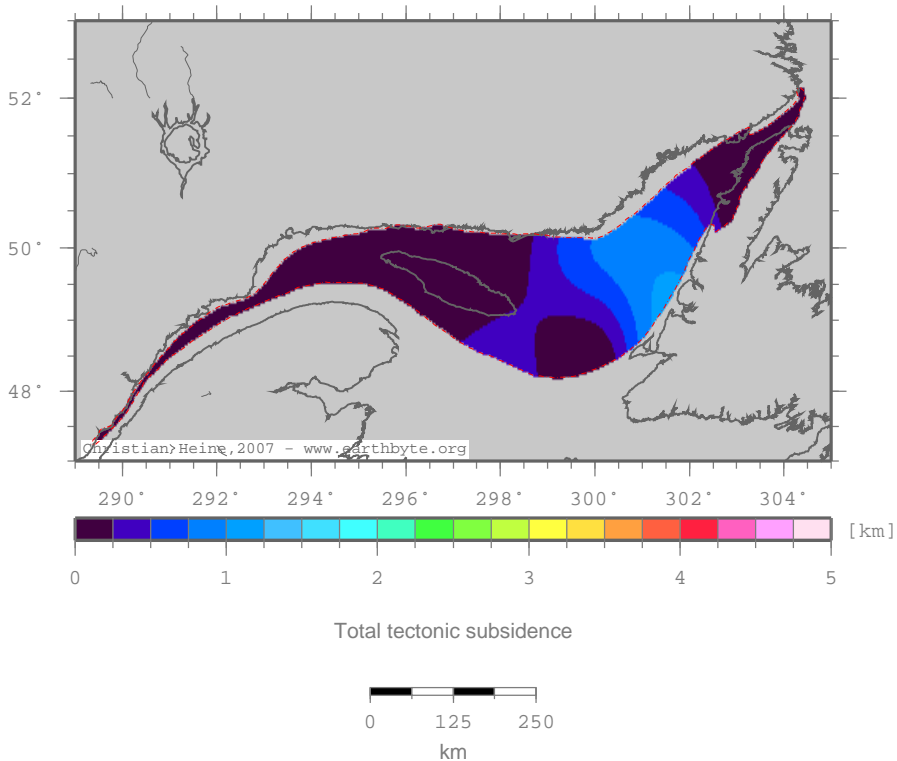 52°
50°
48°
Christian Heine,2007 - www.earthbyte.org
290° 292° 294° 296° 298° 300° 302° 304°
[km]
0 1 2 3 4 5
Total tectonic subsidence
0 125 250
km